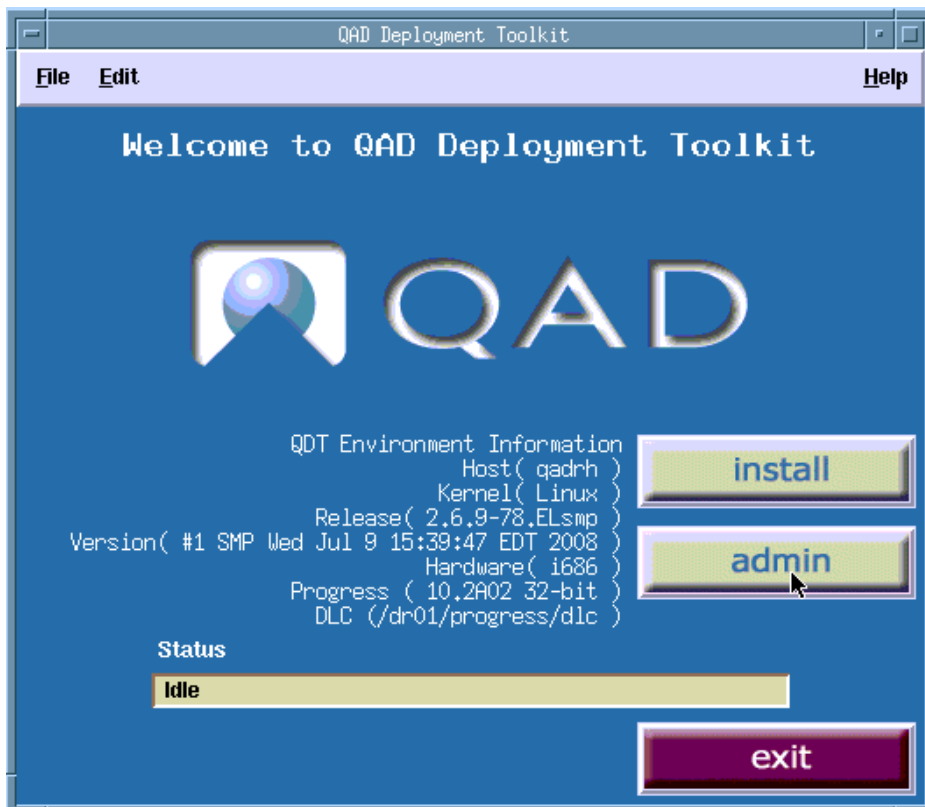 QAD Deployment Toolkit
File Edit Help
Welcome to QAD Deployment Toolkit
QAD
QDT Environment Information
Host( qadrh )
Kernel( Linux )
Release( 2.6.9-78.ELsmp )
Version( #1 SMP Wed Jul 9 15:39:47 EDT 2008 )
Hardware( i686 )
Progress ( 10.2A02 32-bit )
DLC (/dr01/progress/dlc )
install
admin
Status
Idle
exit